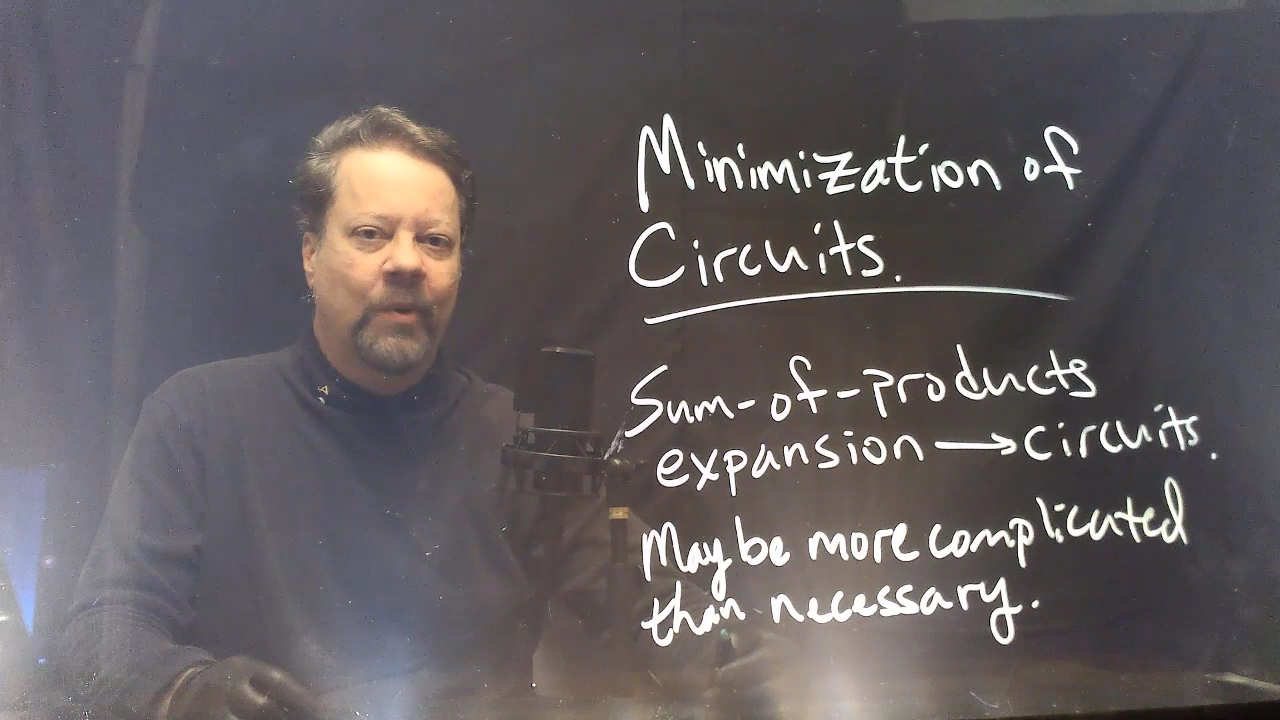 Minimization of
Circuits.
Sum-of-products
expansion → circuits.
May be more complicated
than necessary.